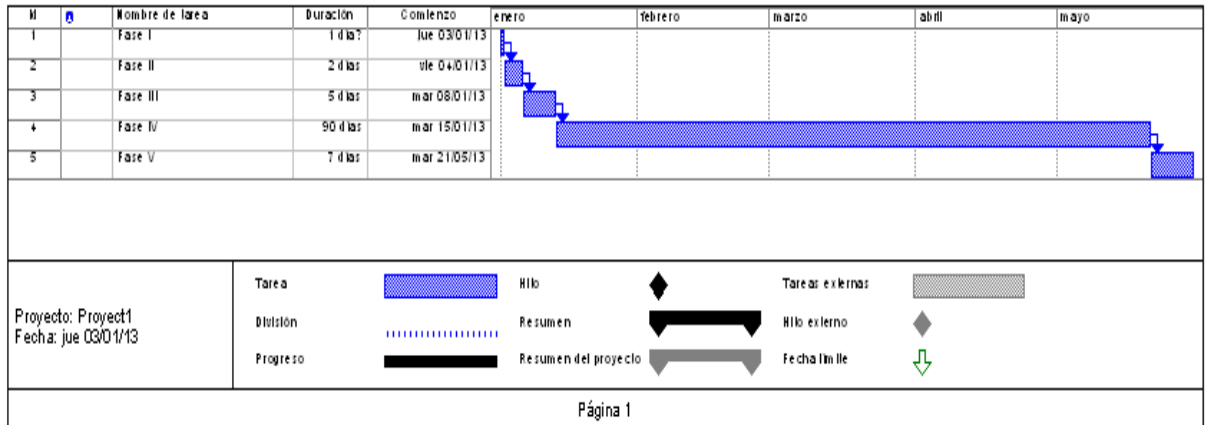 Id Nombre de tarea Duración Comienzo enero febrero marzo abril mayo
1 Fase I 1 día? jue 03/01/13
2 Fase II 2 días vie 04/01/13
3 Fase III 5 días mar 08/01/13
4 Fase IV 90 días mar 15/01/13
5 Fase V 7 días mar 21/05/13
Tarea Hito Tareas externas
Proyecto: Proyect1
Fecha: jue 03/01/13
División Resumen Hito externo
Progreso Resumen del proyecto Fecha límite
Página 1